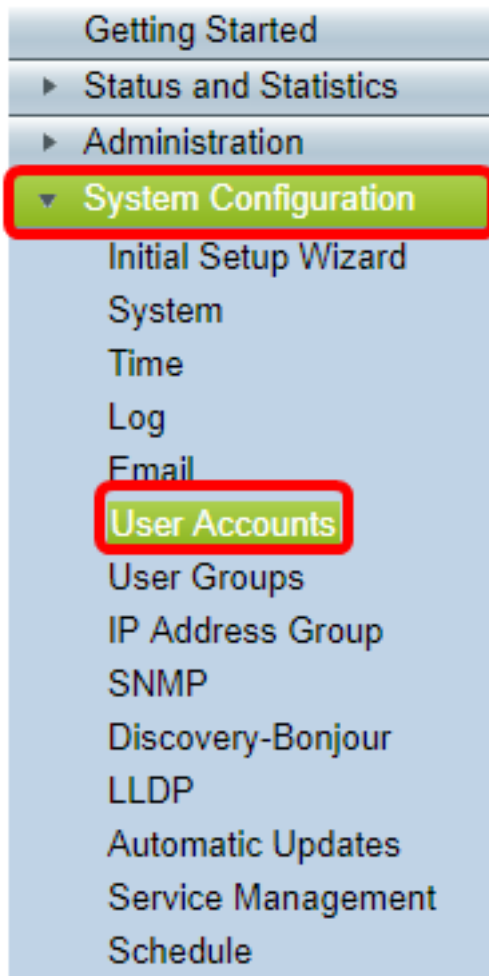 Getting Started
Status and Statistics
Administration
System Configuration
Initial Setup Wizard
System
Time
Log
Email
User Accounts
User Groups
IP Address Group
SNMP
Discovery-Bonjour
LLDP
Automatic Updates
Service Management
Schedule